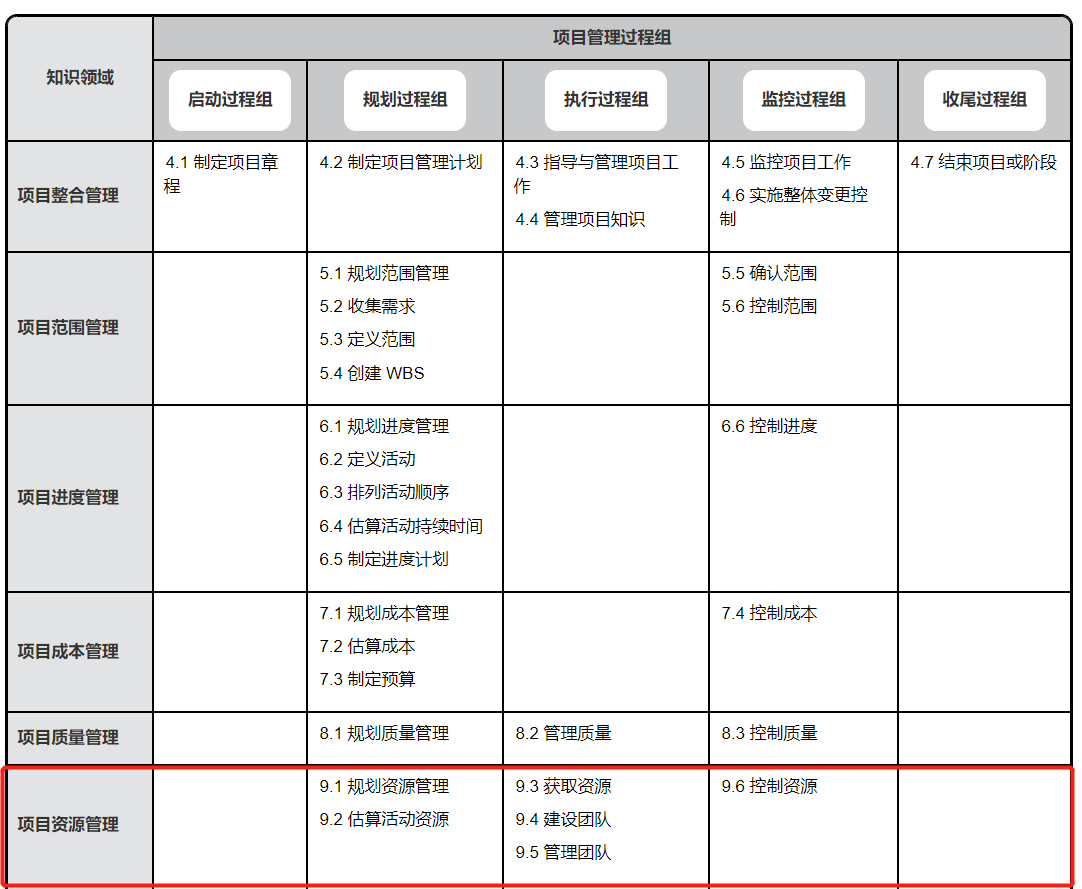 知识领域
项目管理过程组
启动过程组
规划过程组
执行过程组
监控过程组
收尾过程组
项目整合管理
4.1 制定项目章
程
4.2 制定项目管理计划
4.3 指导与管理项目工
作
4.4 管理项目知识
4.5 监控项目工作
4.6 实施整体变更控
制
4.7 结束项目或阶段
项目范围管理
5.1 规划范围管理
5.2 收集需求
5.3 定义范围
5.4 创建 WBS
5.5 确认范围
5.6 控制范围
项目进度管理
6.1 规划进度管理
6.2 定义活动
6.3 排列活动顺序
6.4 估算活动持续时间
6.5 制定进度计划
6.6 控制进度
项目成本管理
7.1 规划成本管理
7.2 估算成本
7.3 制定预算
7.4 控制成本
项目质量管理
8.1 规划质量管理
8.2 管理质量
8.3 控制质量
项目资源管理
9.1 规划资源管理
9.2 估算活动资源
9.3 获取资源
9.4 建设团队
9.5 管理团队
9.6 控制资源